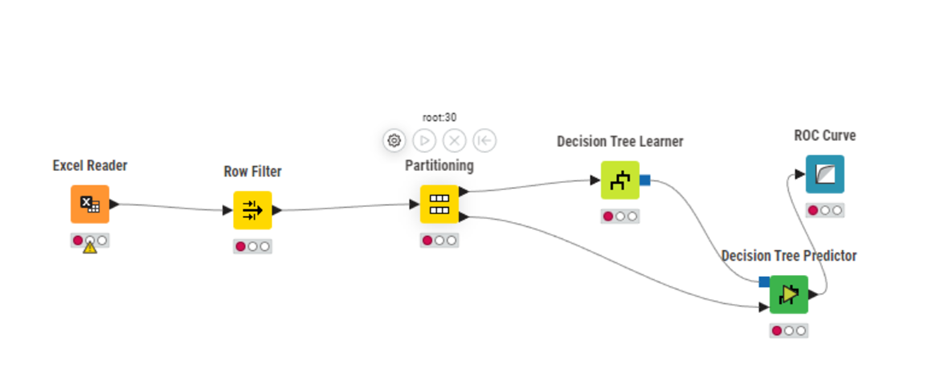 root:30
Excel Reader
Row Filter
Partitioning
Decision Tree Learner
ROC Curve
Decision Tree Predictor